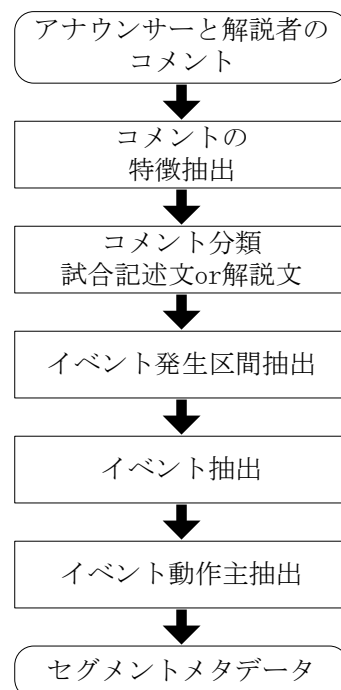 アナウンサーと解説者の
コメント
コメントの
特徴抽出
コメント分類
試合記述文or解説文
イベント発生区間抽出
イベント抽出
イベント動作主抽出
セグメントメタデータ